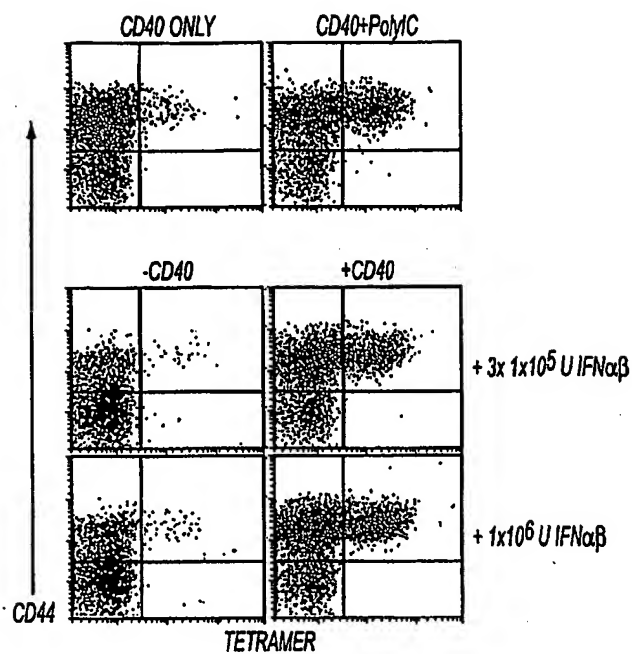 CD40 ONLY
CD40+PolyIC
-CD40
+CD40
+ 3x 1x10⁵ U IFNαβ
+ 1x10⁶ U IFNαβ
CD44
TETRAMER